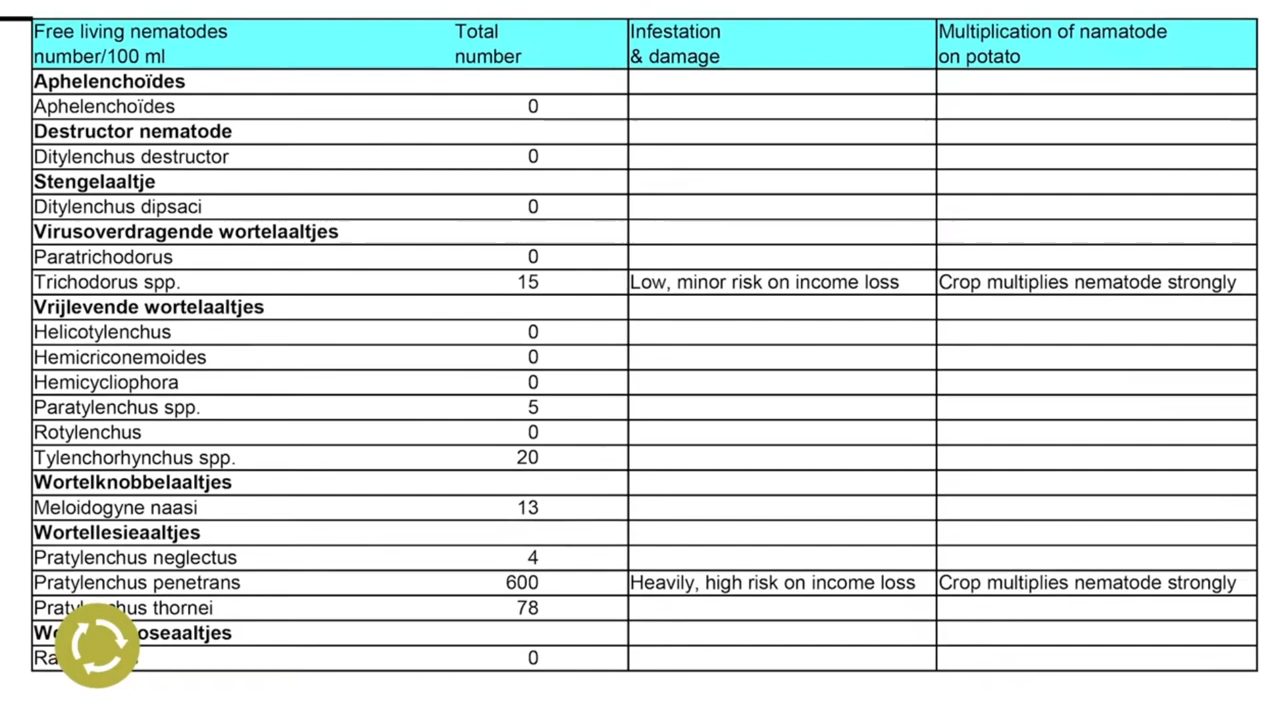 Free living nematodes Total Infestation Multiplication of namatode
number/100 ml number & damage on potato
Aphelenchoïdes
Aphelenchoïdes 0
Destructor nematode
Ditylenchus destructor 0
Stengelaaltje
Ditylenchus dipsaci 0
Virusoverdragende wortelaaltjes
Paratrichodorus 0
Trichodorus spp. 15 Low, minor risk on income loss Crop multiplies nematode strongly
Vrijlevende wortelaaltjes
Helicotylenchus 0
Hemicriconemoides 0
Hemicycliophora 0
Paratylenchus spp. 5
Rotylenchus 0
Tylenchorhynchus spp. 20
Wortelknobbelaaltjes
Meloidogyne naasi 13
Wortellesieaaltjes
Pratylenchus neglectus 4
Pratylenchus penetrans 600 Heavily, high risk on income loss Crop multiplies nematode strongly
Pratylenchus thornei 78
0